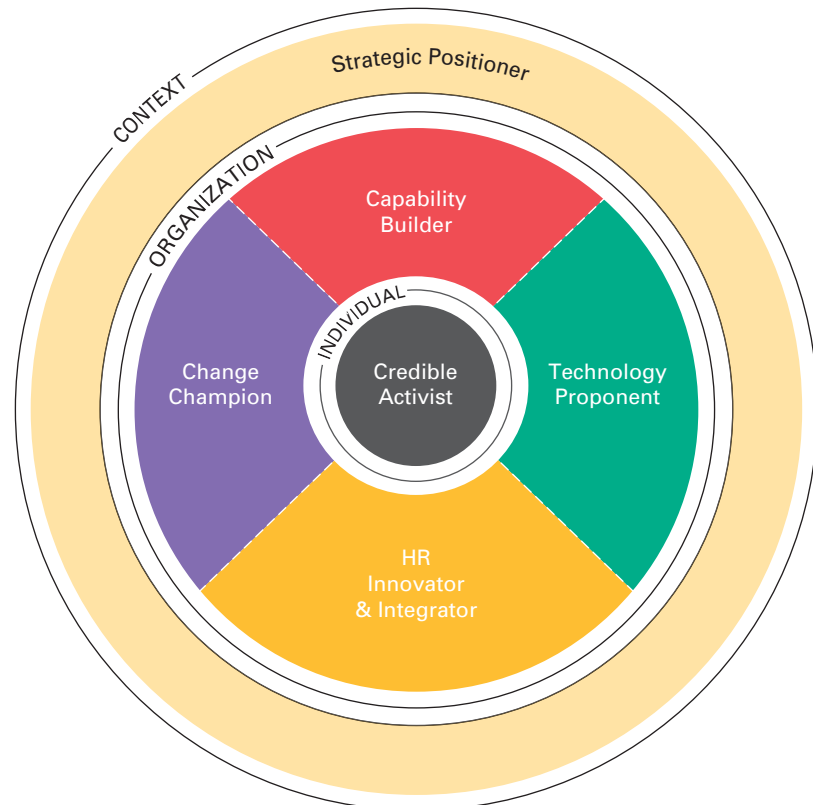 CONTEXT
Strategic Positioner
ORGANIZATION
Capability
Builder
INDIVIDUAL
Change
Champion
Credible
Activist
Technology
Proponent
HR
Innovator
& Integrator